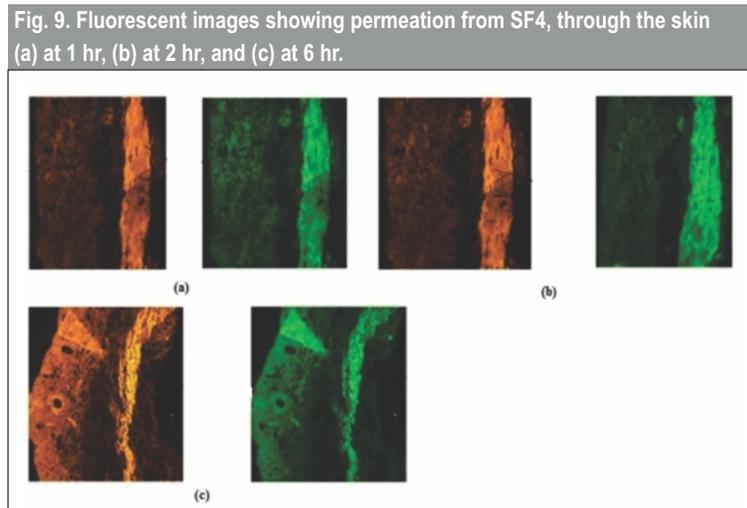 Fig. 9. Fluorescent images showing permeation from SF4, through the skin
(a) at 1 hr, (b) at 2 hr, and (c) at 6 hr.
(a)
(b)
(c)